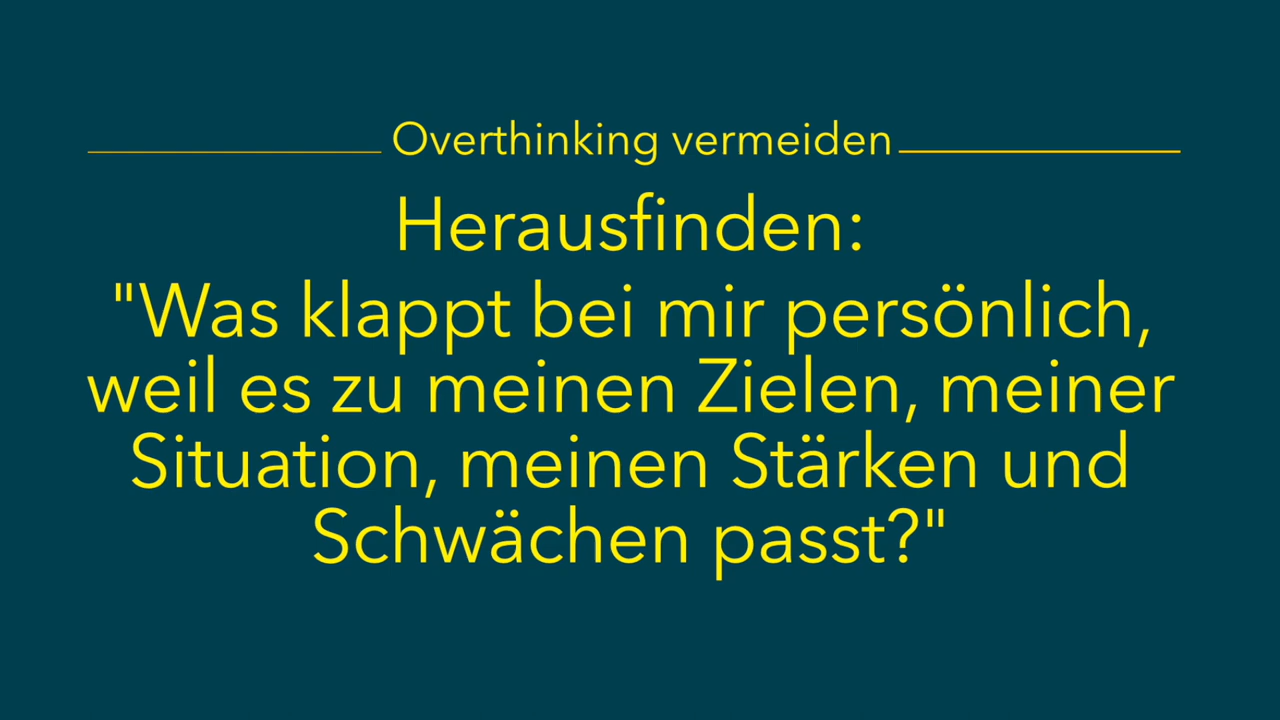 Overthinking vermeiden
Herausfinden:
"Was klappt bei mir persönlich,
weil es zu meinen Zielen, meiner
Situation, meinen Stärken und
Schwächen passt?"